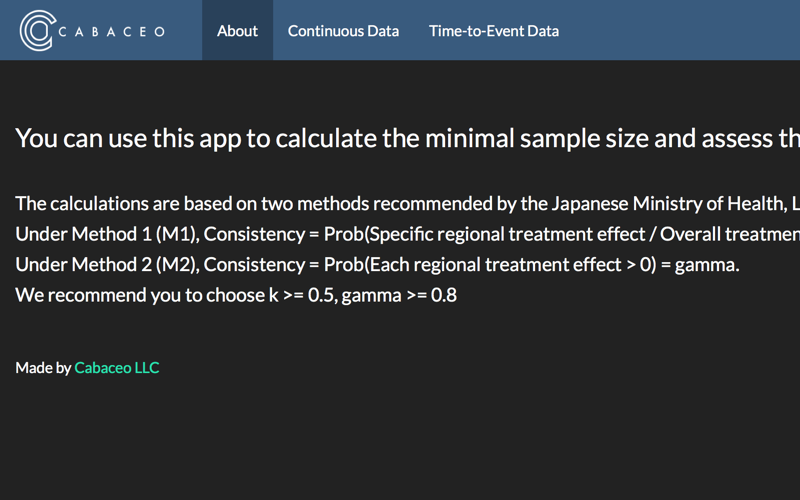 CABACEO
About
Continuous Data
Time-to-Event Data
You can use this app to calculate the minimal sample size and assess th
The calculations are based on two methods recommended by the Japanese Ministry of Health, L
Under Method 1 (M1), Consistency = Prob(Specific regional treatment effect / Overall treatmen
Under Method 2 (M2), Consistency = Prob(Each regional treatment effect > 0) = gamma.
We recommend you to choose k >= 0.5, gamma >= 0.8
Made by Cabaceo LLC